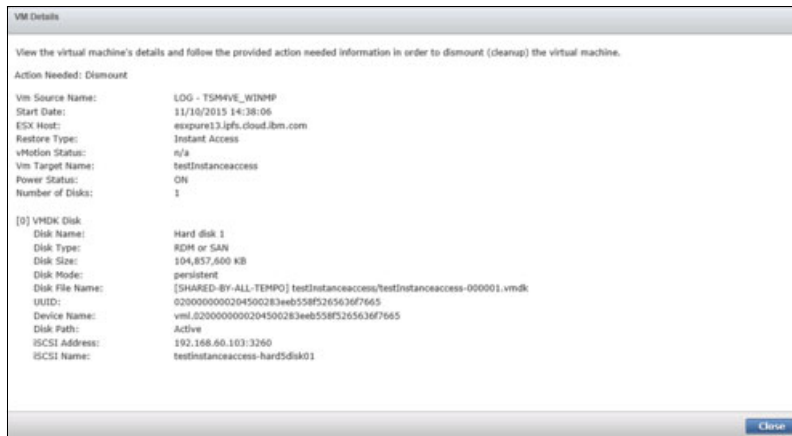 VM Details
View the virtual machine's details and follow the provided action needed information in order to dismount (cleanup) the virtual machine.
Action Needed: Dismount
Vm Source Name: LOG - TSM4VE_WINMP
Start Date: 11/10/2015 14:38:06
ESX Host: esxpure13.ipfs.cloud.ibm.com
Restore Type: Instant Access
vMotion Status: n/a
Vm Target Name: testInstanceaccess
Power Status: ON
Number of Disks: 1
[0] VMDK Disk
Disk Name: Hard disk 1
Disk Type: RDM or SAN
Disk Size: 104,857,600 KB
Disk Mode: persistent
Disk File Name: [SHARED-BY-ALL-TEMPO] testInstanceaccess/testInstanceaccess-000001.vmdk
UUID: 0200000000204500283eeb558f5265636f7665
Device Name: vml.0200000000204500283eeb558f5265636f7665
Disk Path: Active
iSCSI Address: 192.168.60.103:3260
iSCSI Name: testinstanceaccess-hard5disk01
Close